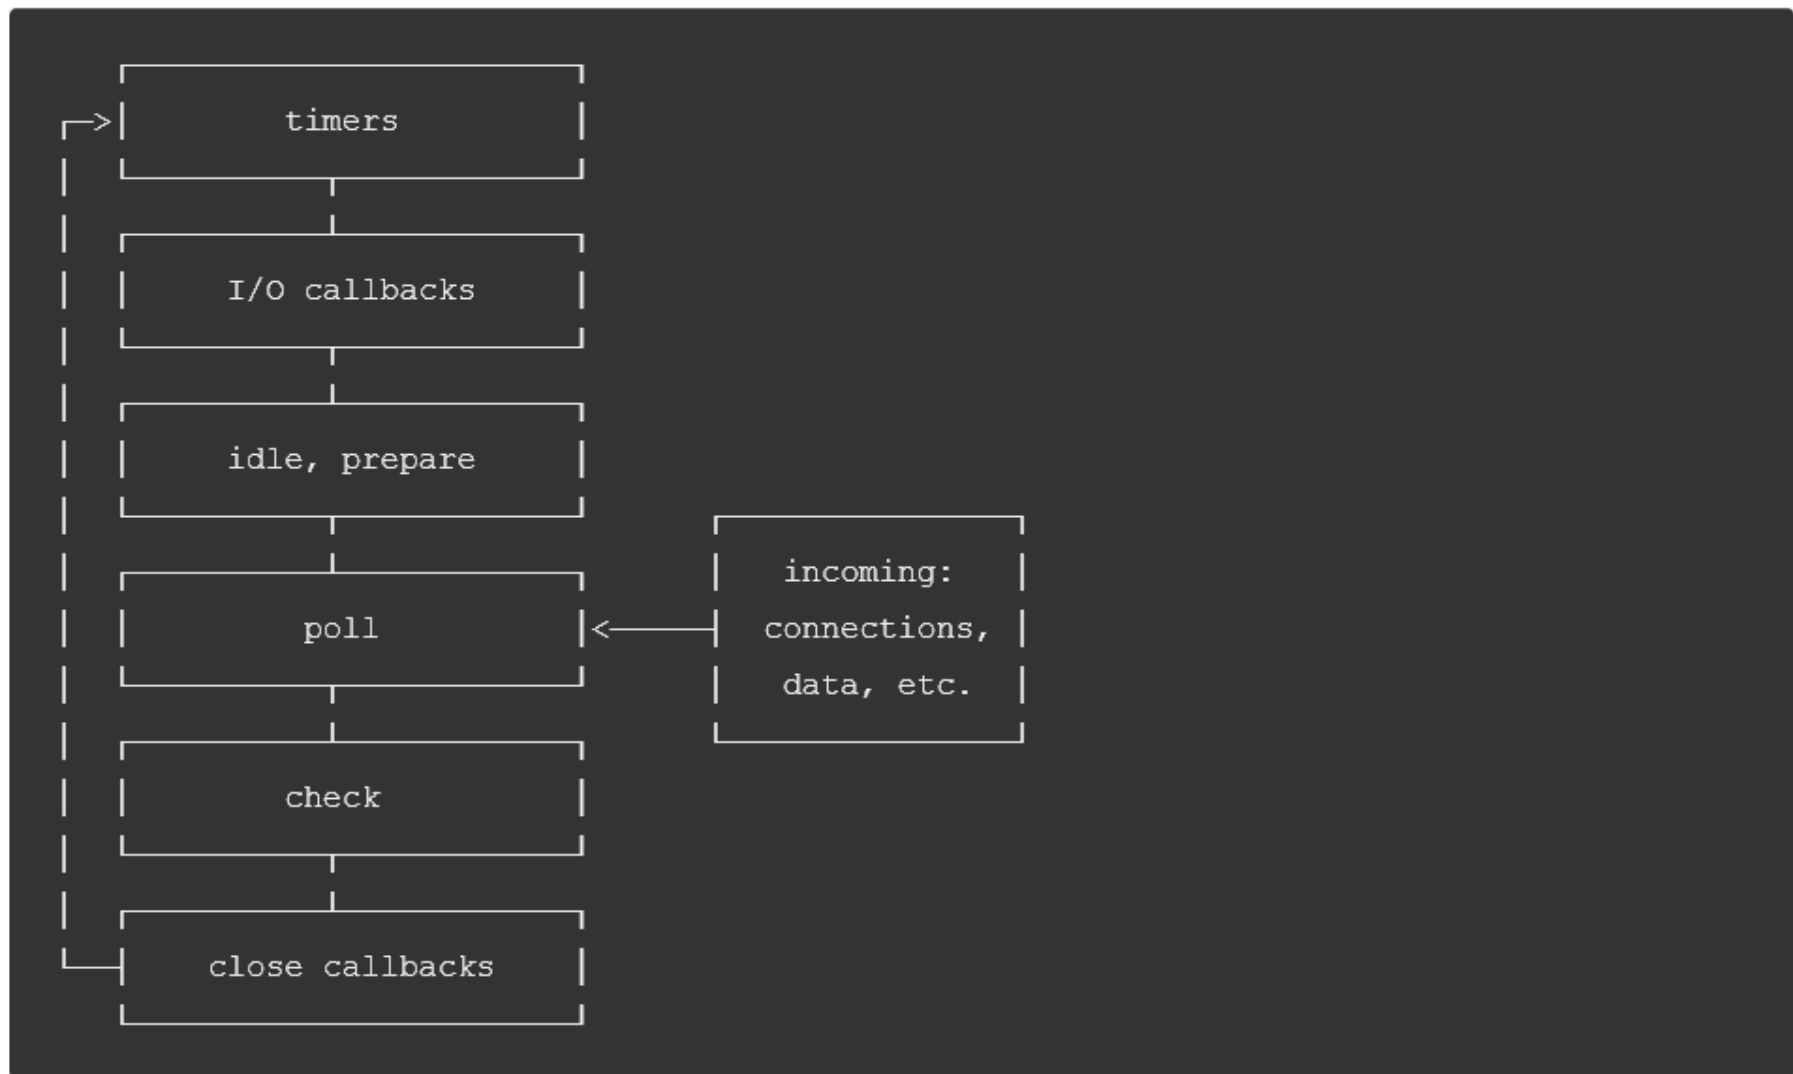 timers
I/O callbacks
idle, prepare
poll
incoming:
connections,
data, etc.
check
close callbacks